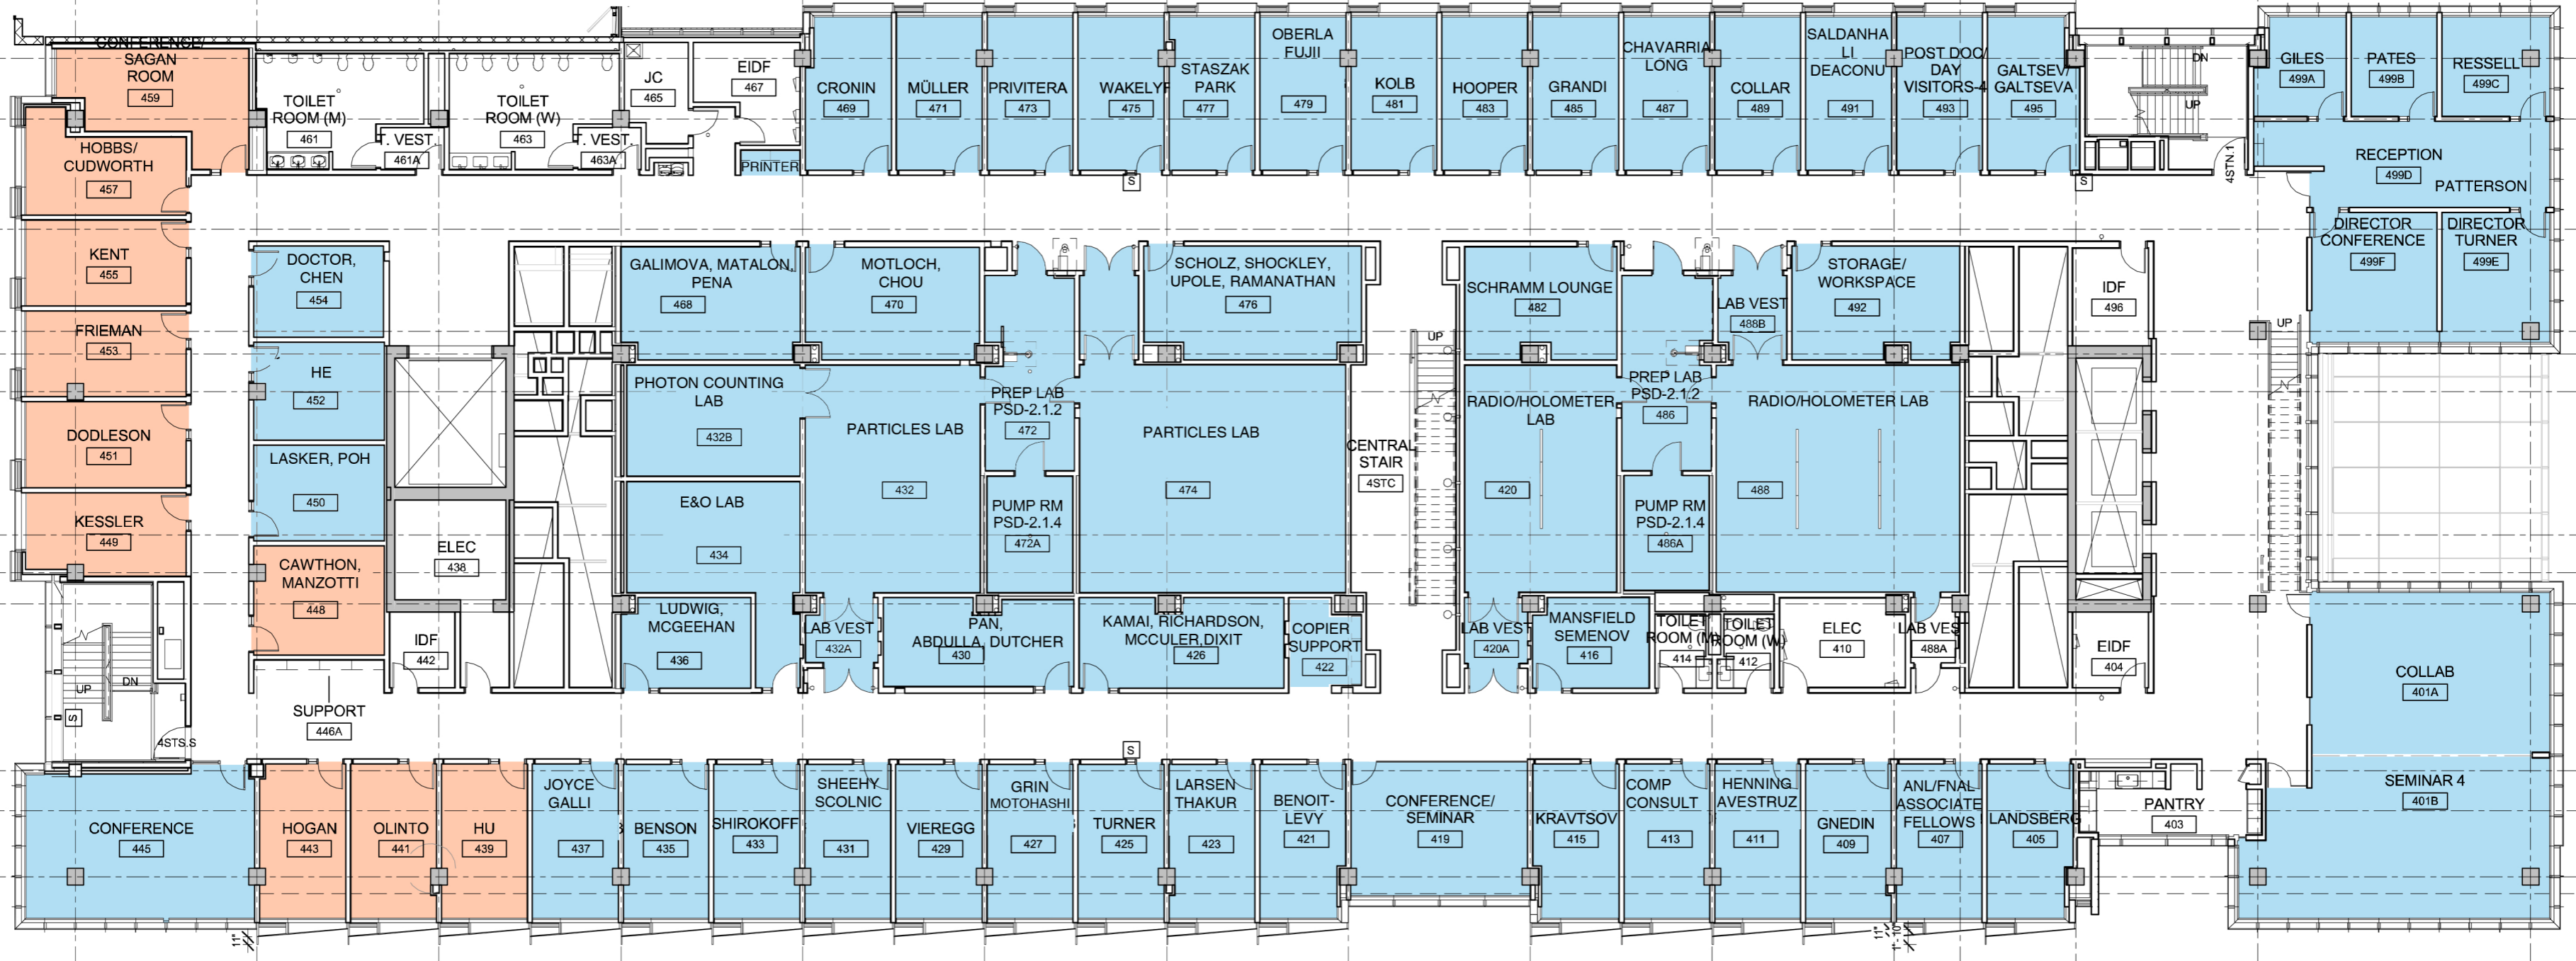 CONFERENCE/
SAGAN
ROOM
459
TOILET
ROOM (M)
461
T. VEST.
461A
TOILET
ROOM (W)
463
T. VEST.
463A
JC
465
EIDF
467
PRINTER
CRONIN
469
MÜLLER
471
PRIVITERA
473
WAKELY
475
STASZAK
PARK
477
OBERLA
FUJII
479
KOLB
481
HOOPER
483
GRANDI
485
CHAVARRIA
LONG
487
COLLAR
489
SALDANHA
LI
DEACONU
491
POST DOC/
DAY
VISITORS-4
493
GALTSEV/
GALTSEVA
495
DN
UP
4STN.1
S
S
GILES
499A
PATES
499B
RESSELL
499C
RECEPTION
499D
PATTERSON
DIRECTOR
CONFERENCE
499F
DIRECTOR
TURNER
499E
HOBBS/
CUDWORTH
457
KENT
455
FRIEMAN
453
DODLESON
451
KESSLER
449
DOCTOR,
CHEN
454
HE
452
LASKER, POH
450
CAWTHON,
MANZOTTI
448
ELEC
438
IDF
442
SUPPORT
446A
UP
DN
S
4STS.S
GALIMOVA, MATALON,
PENA
468
MOTLOCH,
CHOU
470
SCHOLZ, SHOCKLEY,
UPOLE, RAMANATHAN
476
PHOTON COUNTING
LAB
432B
PARTICLES LAB
432
PREP LAB
PSD-2.1.2
472
PARTICLES LAB
474
E&O LAB
434
PUMP RM
PSD-2.1.4
472A
LUDWIG,
MCGEEHAN
436
LAB VEST
432A
PAN,
ABDULLA, DUTCHER
430
KAMAI, RICHARDSON,
MCCULER,DIXIT
426
COPIER
SUPPORT
422
UP
CENTRAL
STAIR
4STC
SCHRAMM LOUNGE
482
LAB VEST
488B
STORAGE/
WORKSPACE
492
RADIO/HOLOMETER
LAB
420
PREP LAB
PSD-2.1.2
486
RADIO/HOLOMETER LAB
488
PUMP RM
PSD-2.1.4
486A
LAB VEST
420A
MANSFIELD
SEMENOV
416
TOILET
ROOM (M)
414
TOILET
ROOM (W)
412
ELEC
410
LAB VEST
488A
IDF
496
EIDF
404
UP
COLLAB
401A
SEMINAR 4
401B
CONFERENCE
445
HOGAN
443
OLINTO
441
HU
439
JOYCE
GALLI
437
BENSON
435
SHIROKOFF
433
SHEEHY
SCOLNIC
431
VIEREGG
429
GRIN
MOTOHASHI
427
S
TURNER
425
LARSEN
THAKUR
423
BENOIT-
LEVY
421
CONFERENCE/
SEMINAR
419
KRAVTSOV
415
COMP
CONSULT
413
HENNING
AVESTRUZ
411
GNEDIN
409
ANL/FNAL
ASSOCIATE
FELLOWS
407
LANDSBERG
405
PANTRY
403
11"
11"
1'-10"